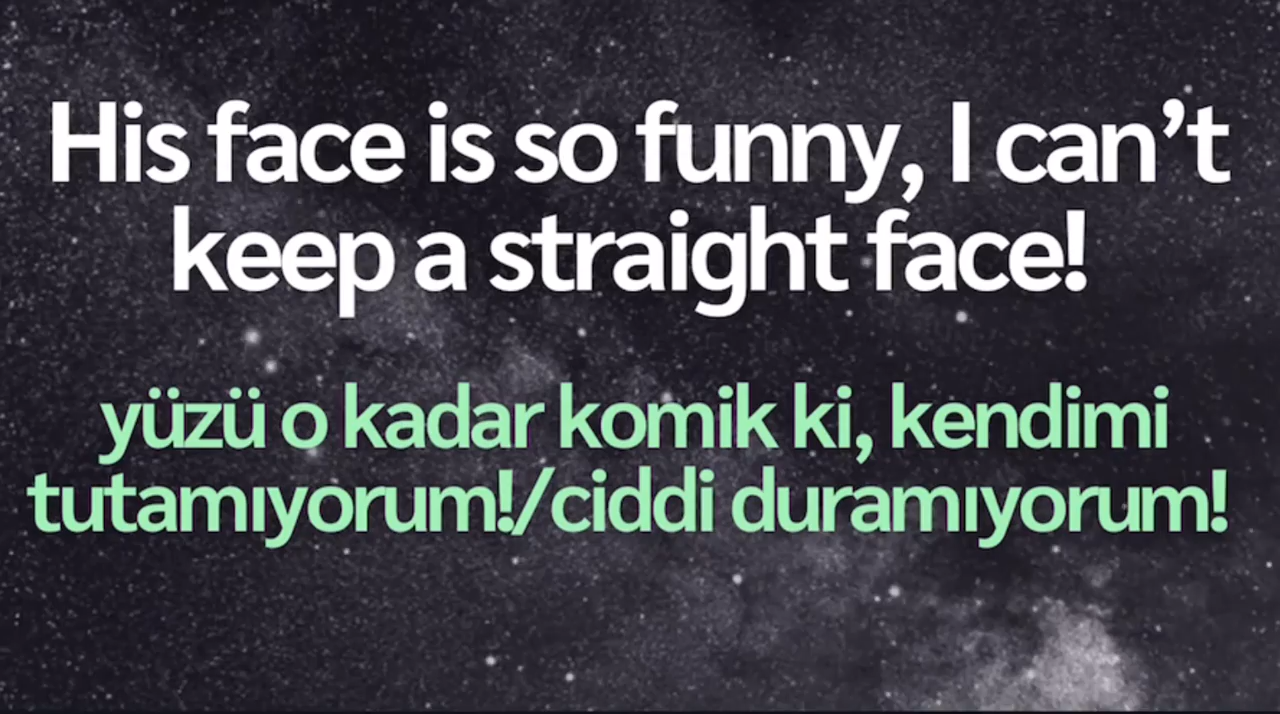 His face is so funny, I can’t
keep a straight face!
yüzü o kadar komik ki, kendimi
tutamıyorum!/ciddi duramıyorum!